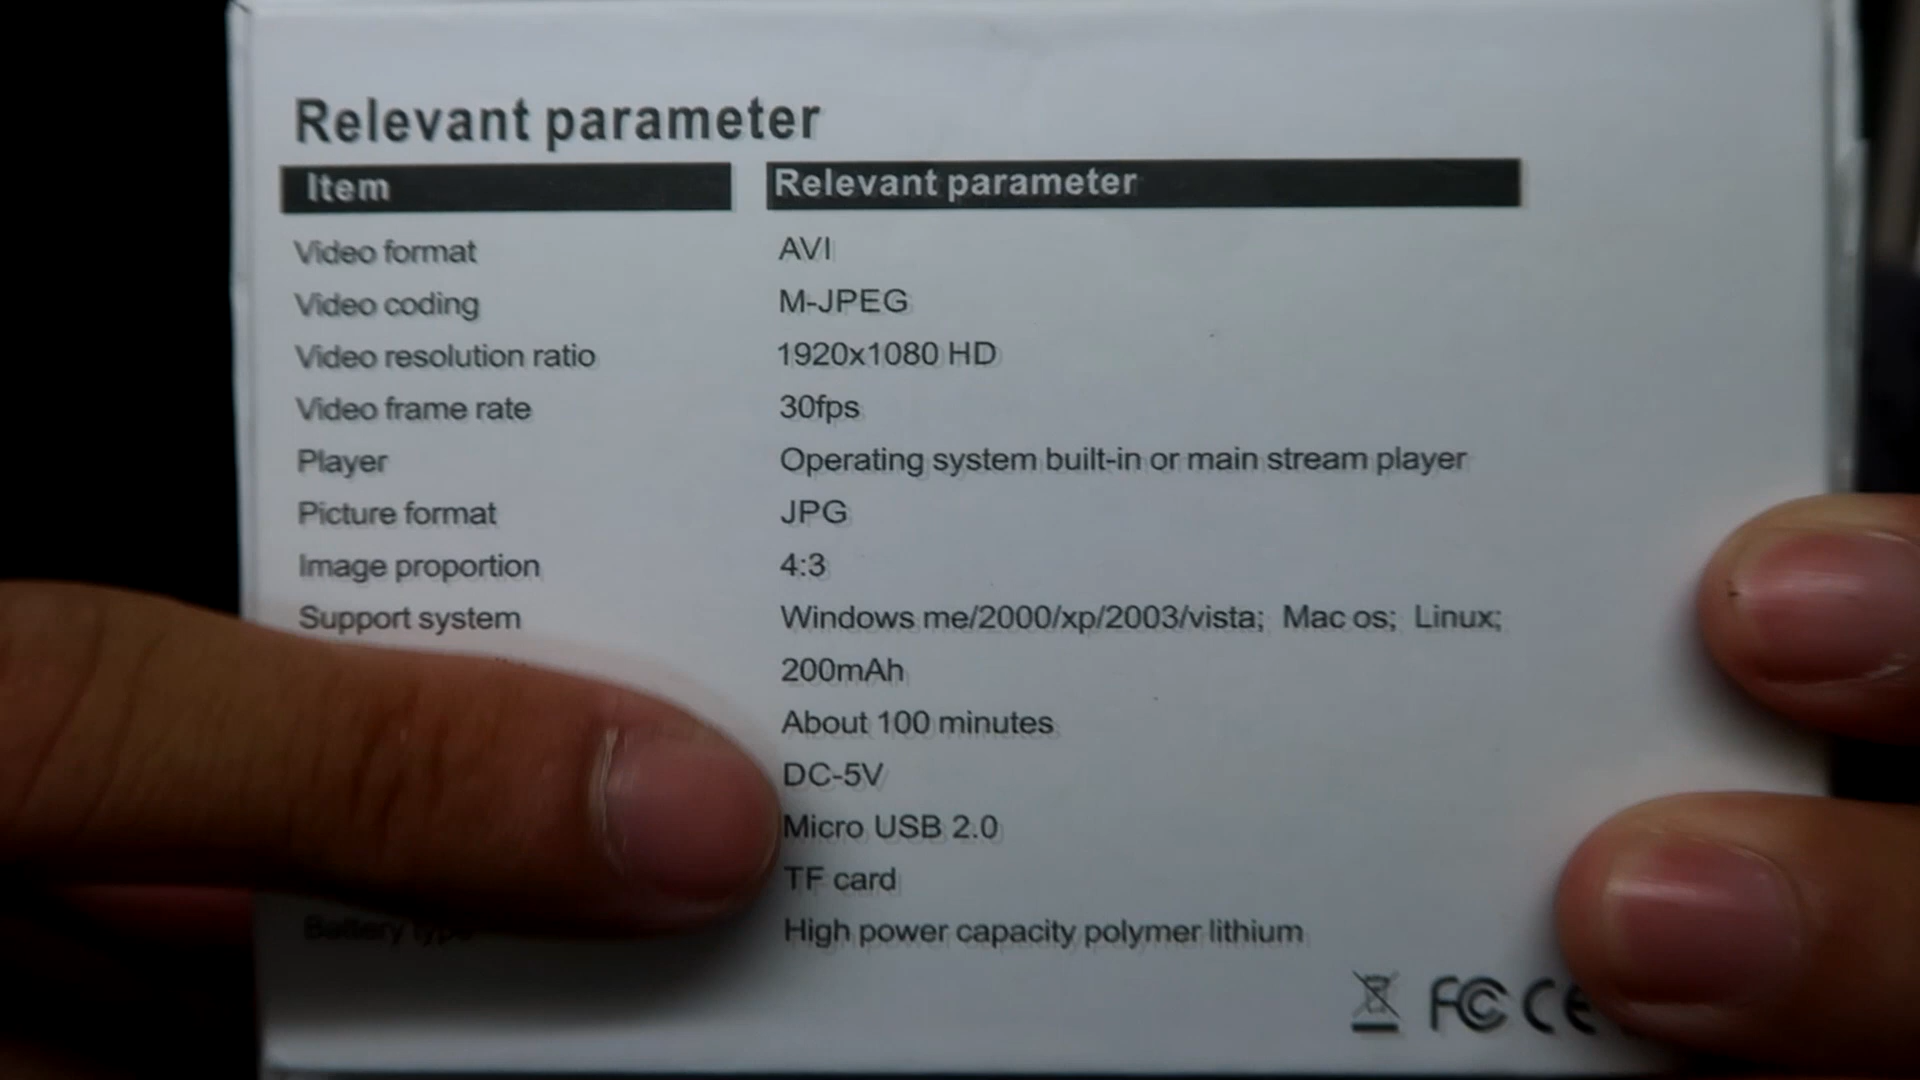 Relevant parameter
Item Relevant parameter
Video format AVI
Video coding M-JPEG
Video resolution ratio 1920x1080 HD
Video frame rate 30fps
Player Operating system built-in or main stream player
Picture format JPG
Image proportion 4:3
Support system Windows me/2000/xp/2003/vista; Mac os; Linux;
200mAh
About 100 minutes
DC-5V
Micro USB 2.0
TF card
Battery type High power capacity polymer lithium
FC CE